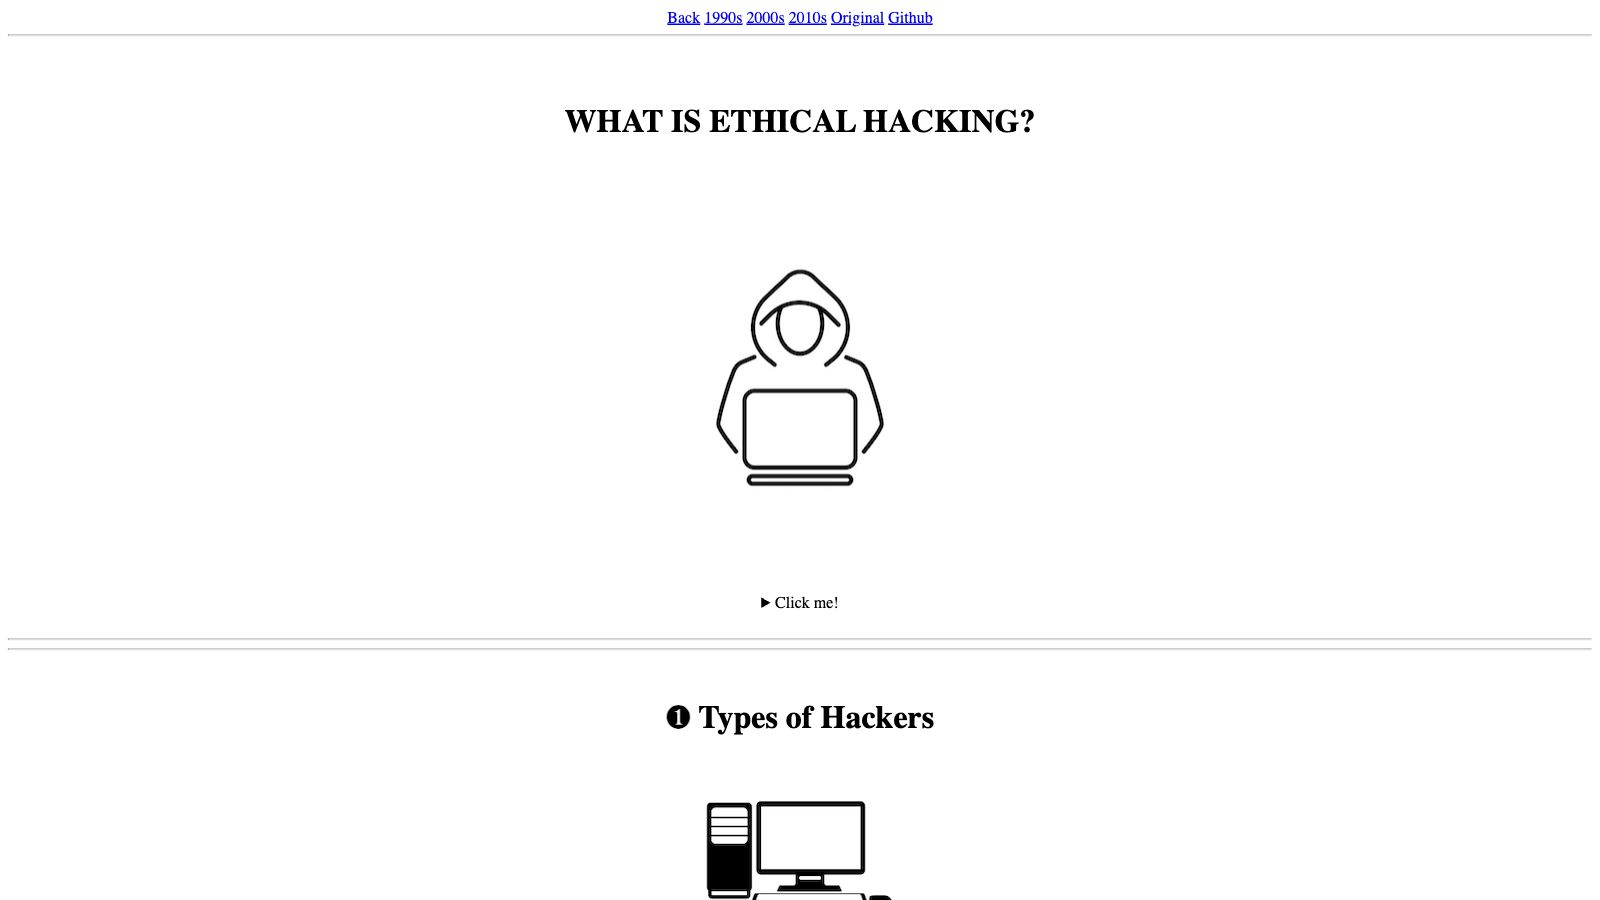 Back 1990s 2000s 2010s Original Github
WHAT IS ETHICAL HACKING?
▶ Click me!
❶ Types of Hackers